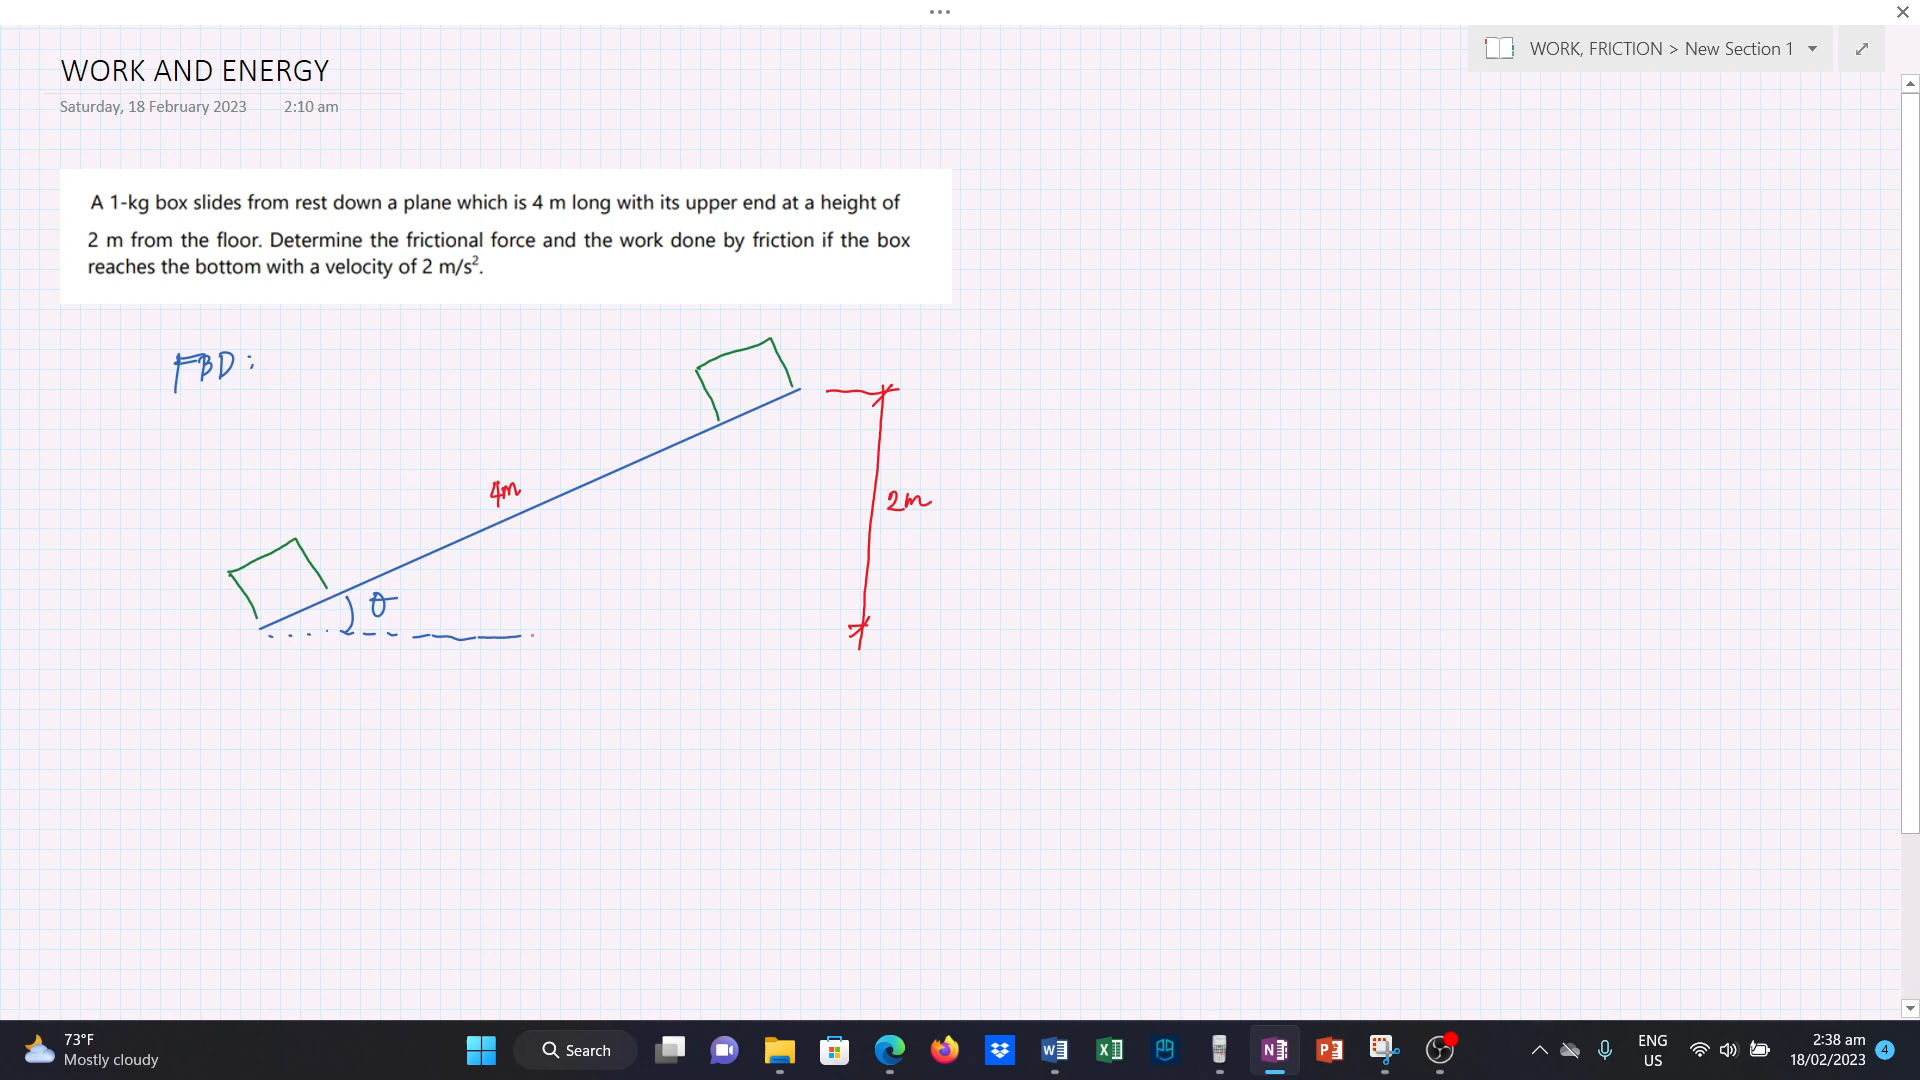 WORK, FRICTION > New Section 1
WORK AND ENERGY
Saturday, 18 February 2023 2:10 am
A 1-kg box slides from rest down a plane which is 4 m long with its upper end at a height of
2 m from the floor. Determine the frictional force and the work done by friction if the box
reaches the bottom with a velocity of 2 m/s².
FBD:
4m
2m
θ
73°F
Mostly cloudy
Search
ENG
US
2:38 am
18/02/2023
4